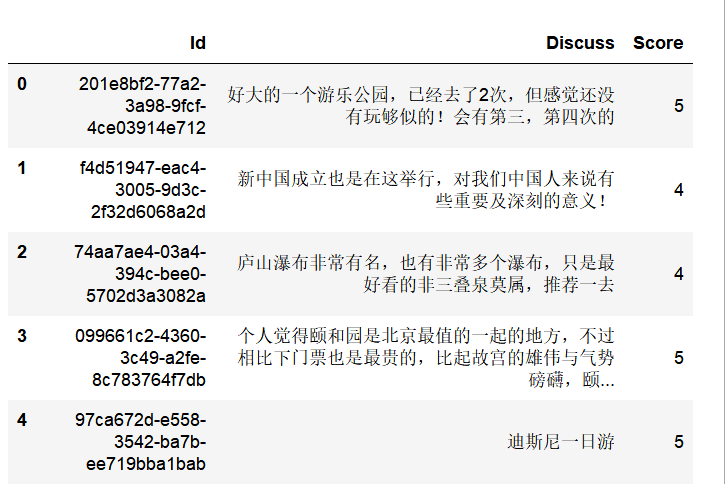 Id Discuss Score
0 201e8bf2-77a2- 好大的一个游乐公园，已经去了2次，但感觉还没
3a98-9fcf- 有玩够似的！会有第三，第四次的 5
4ce03914e712
1 f4d51947-eac4- 新中国成立也是在这举行，对我们中国人来说有
3005-9d3c- 些重要及深刻的意义！ 4
2f32d6068a2d
2 74aa7ae4-03a4- 庐山瀑布非常有名，也有非常多个瀑布，只是最
394c-bee0- 好看的非三叠泉莫属，推荐一去 4
5702d3a3082a
3 099661c2-4360- 个人觉得颐和园是北京最值的一起的地方，不过
3c49-a2fe- 相比下门票也是最贵的，比起故宫的雄伟与气势 5
8c783764f7db 磅礴，颐...
4 97ca672d-e558-
3542-ba7b- 迪斯尼一日游 5
ee719bba1bab